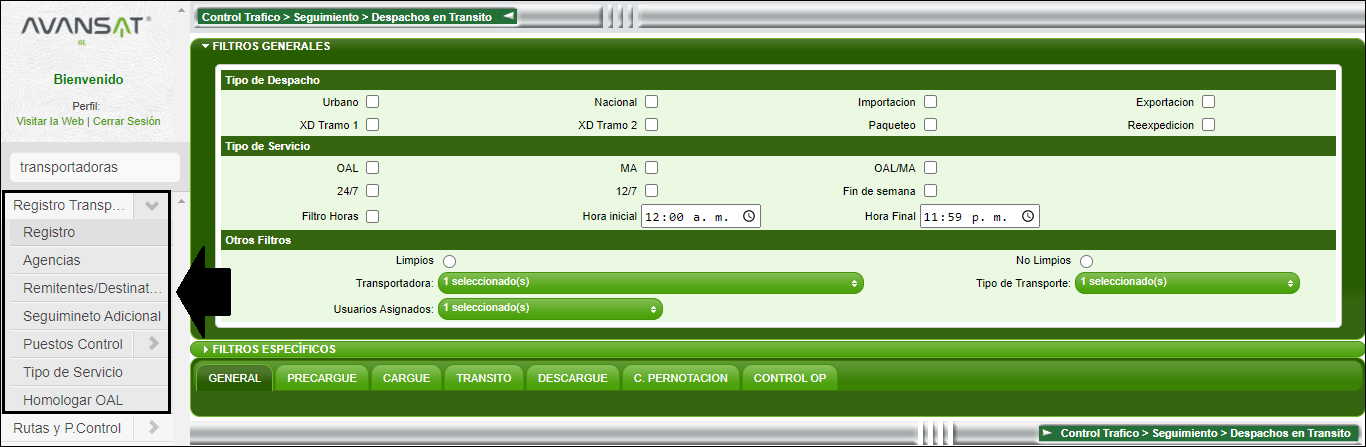 AVANSAT®
GL
Bienvenido
Perfil:
Visitar la Web | Cerrar Sesión
transportadoras
Registro Transp...
Registro
Agencias
Remitentes/Destinat...
Seguimineto Adicional
Puestos Control
Tipo de Servicio
Homologar OAL
Rutas y P.Control
Control Trafico > Seguimiento > Despachos en Transito
FILTROS GENERALES
Tipo de Despacho
Urbano Nacional Importacion Exportacion
XD Tramo 1 XD Tramo 2 Paqueteo Reexpedicion
Tipo de Servicio
OAL MA OAL/MA
24/7 12/7 Fin de semana
Filtro Horas Hora inicial 12:00 a. m. Hora Final 11:59 p. m.
Otros Filtros
Limpios No Limpios
Transportadora: 1 seleccionado(s) Tipo de Transporte: 1 seleccionado(s)
Usuarios Asignados: 1 seleccionado(s)
FILTROS ESPECÍFICOS
GENERAL PRECARGUE CARGUE TRANSITO DESCARGUE C. PERNOTACION CONTROL OP
Control Trafico > Seguimiento > Despachos en Transito